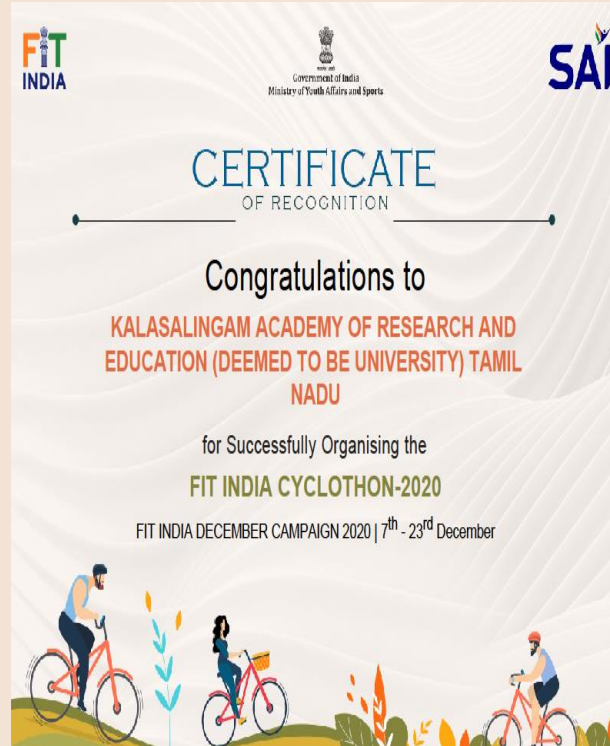 FiT
INDIA
Government of India
Ministry of Youth Affairs and Sports
CERTIFICATE
OF RECOGNITION
Congratulations to
KALASALINGAM ACADEMY OF RESEARCH AND
EDUCATION (DEEMED TO BE UNIVERSITY) TAMIL
NADU
for Successfully Organising the
FIT INDIA CYCLOTHON-2020
FIT INDIA DECEMBER CAMPAIGN 2020 | 7th - 23rd December